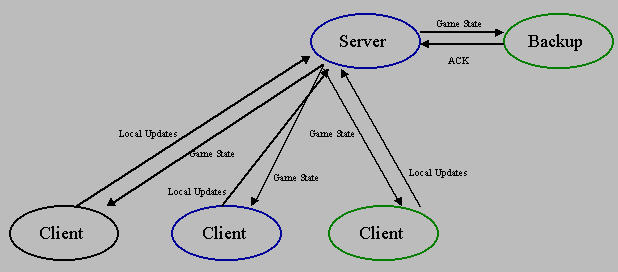 Game State
Server
Backup
ACK
Local Updates
Game State
Game State
Local Updates
Local Updates
Game State
Client
Client
Client